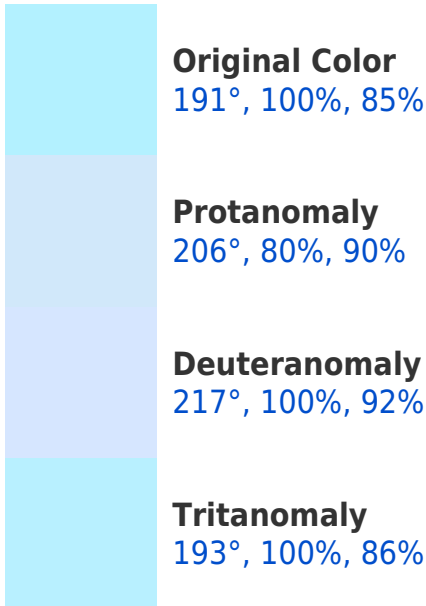 Original Color
191°, 100%, 85%
Protanomaly
206°, 80%, 90%
Deuteranomaly
217°, 100%, 92%
Tritanomaly
193°, 100%, 86%